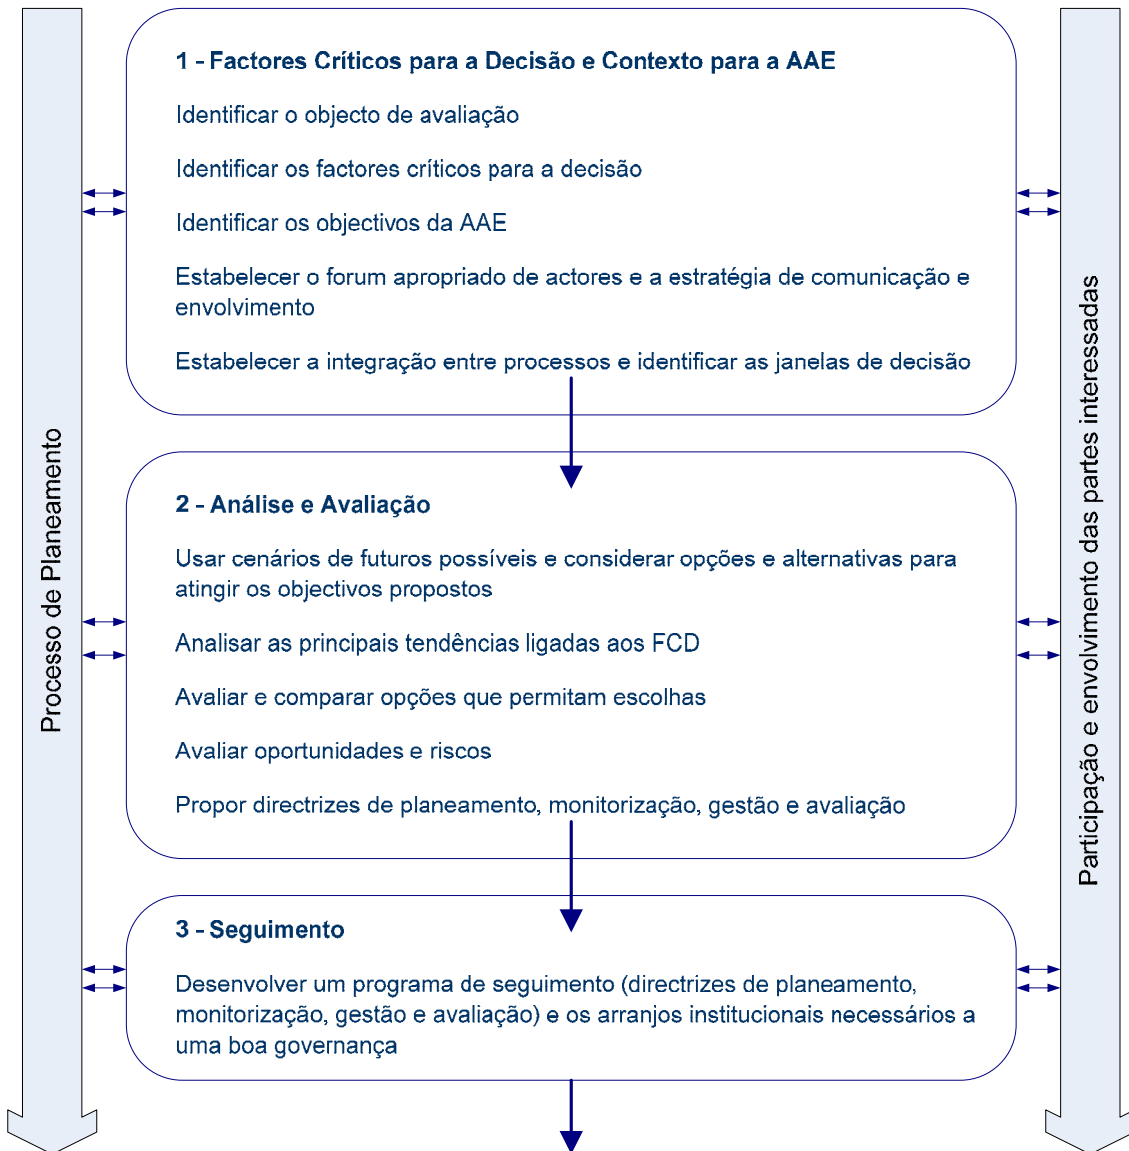 Processo de Planeamento
1 - Factores Críticos para a Decisão e Contexto para a AAE
Identificar o objecto de avaliação
Identificar os factores críticos para a decisão
Identificar os objectivos da AAE
Estabelecer o forum apropriado de actores e a estratégia de comunicação e
envolvimento
Estabelecer a integração entre processos e identificar as janelas de decisão
2 - Análise e Avaliação
Usar cenários de futuros possíveis e considerar opções e alternativas para
atingir os objectivos propostos
Analisar as principais tendências ligadas aos FCD
Avaliar e comparar opções que permitam escolhas
Avaliar oportunidades e riscos
Propor directrizes de planeamento, monitorização, gestão e avaliação
3 - Seguimento
Desenvolver um programa de seguimento (directrizes de planeamento,
monitorização, gestão e avaliação) e os arranjos institucionais necessários a
uma boa governança
Participação e envolvimento das partes interessadas